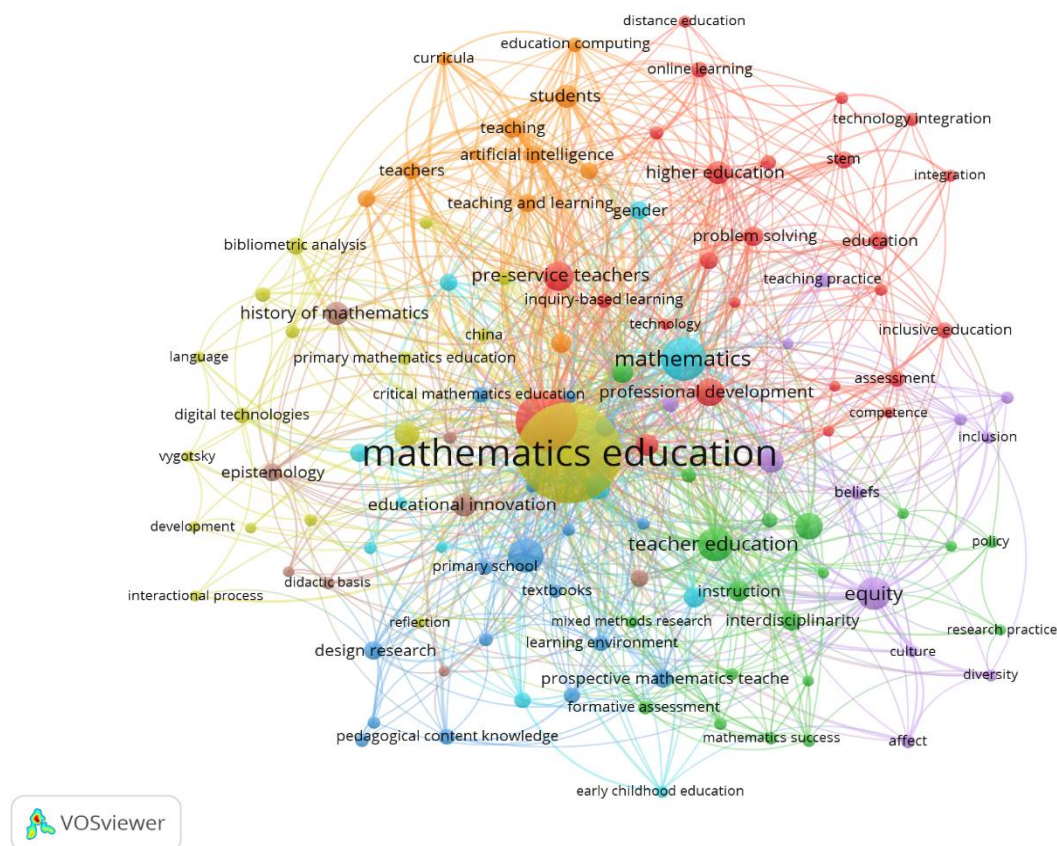 distance education
education computing
curricula
online learning
students
technology integration
teaching
artificial intelligence
stem
teachers
higher education
integration
teaching and learning
gender
problem solving
education
bibliometric analysis
pre-service teachers
teaching practice
inquiry-based learning
history of mathematics
technology
inclusive education
china
language
primary mathematics education
mathematics
assessment
critical mathematics education
professional development
digital technologies
competence
inclusion
mathematics education
vygotsky
epistemology
beliefs
educational innovation
development
teacher education
policy
primary school
didactic basis
textbooks
instruction
equity
interactional process
reflection
mixed methods research
interdisciplinarity
research practice
design research
learning environment
culture
diversity
prospective mathematics teache
formative assessment
pedagogical content knowledge
mathematics success
affect
early childhood education
VOSviewer